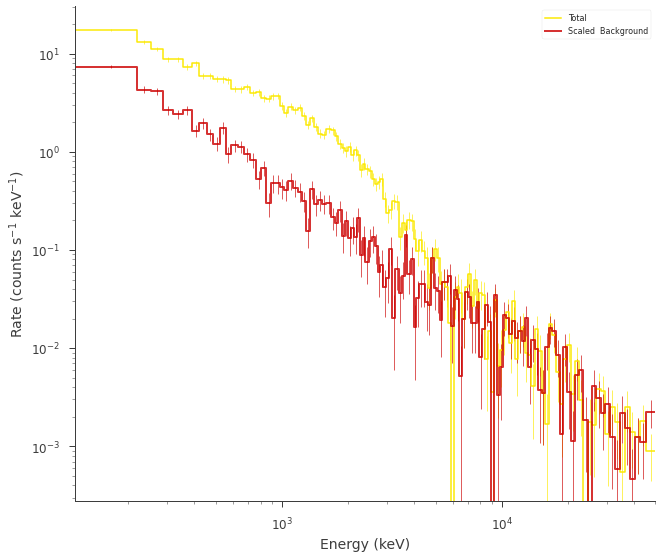 Total
Scaled Background
10¹
10⁰
10⁻¹
10⁻²
10⁻³
Rate (counts s⁻¹ keV⁻¹)
10³
10⁴
Energy (keV)